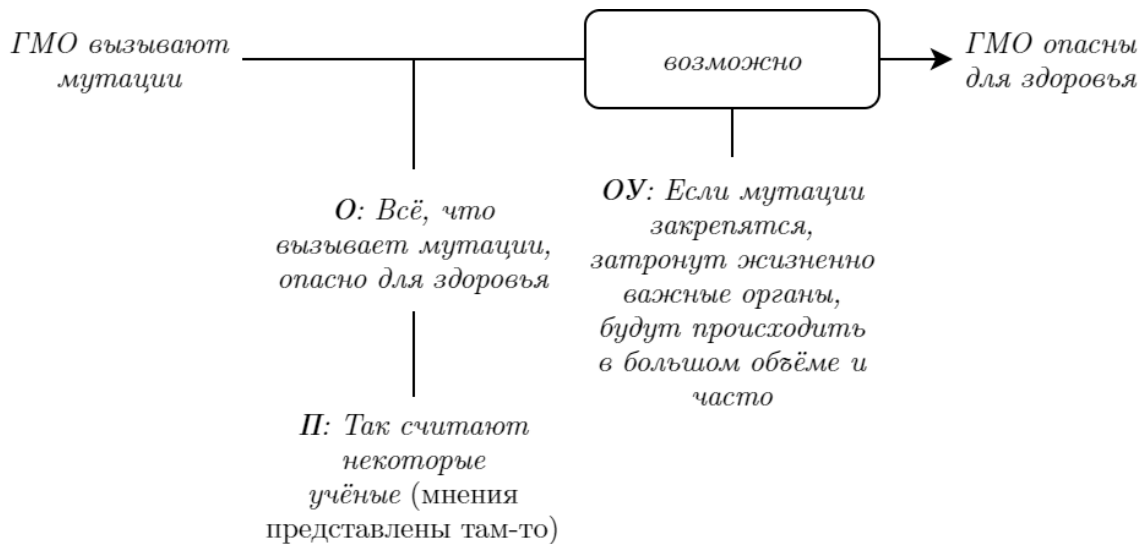 ГМО вызывают
мутации
возможно
ГМО опасны
для здоровья
О: Всё, что
вызывает мутации,
опасно для здоровья
ОУ: Если мутации
закрепятся,
затронут жизненно
важные органы,
будут происходить
в большом объёме и
часто
П: Так считают
некоторые
учёные (мнения
представлены там-то)